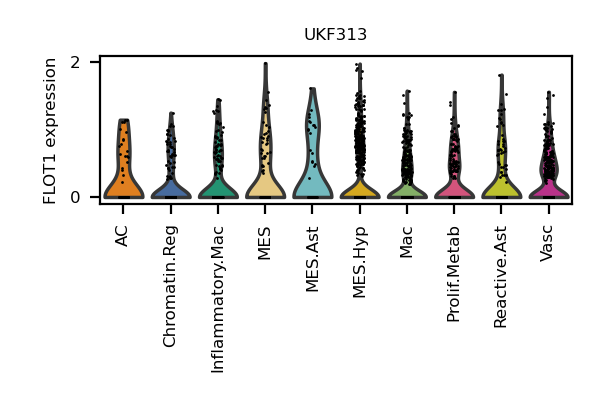 UKF313
FLOT1 expression
2
0
AC
Chromatin.Reg
Inflammatory.Mac
MES
MES.Ast
MES.Hyp
Mac
Prolif.Metab
Reactive.Ast
Vasc